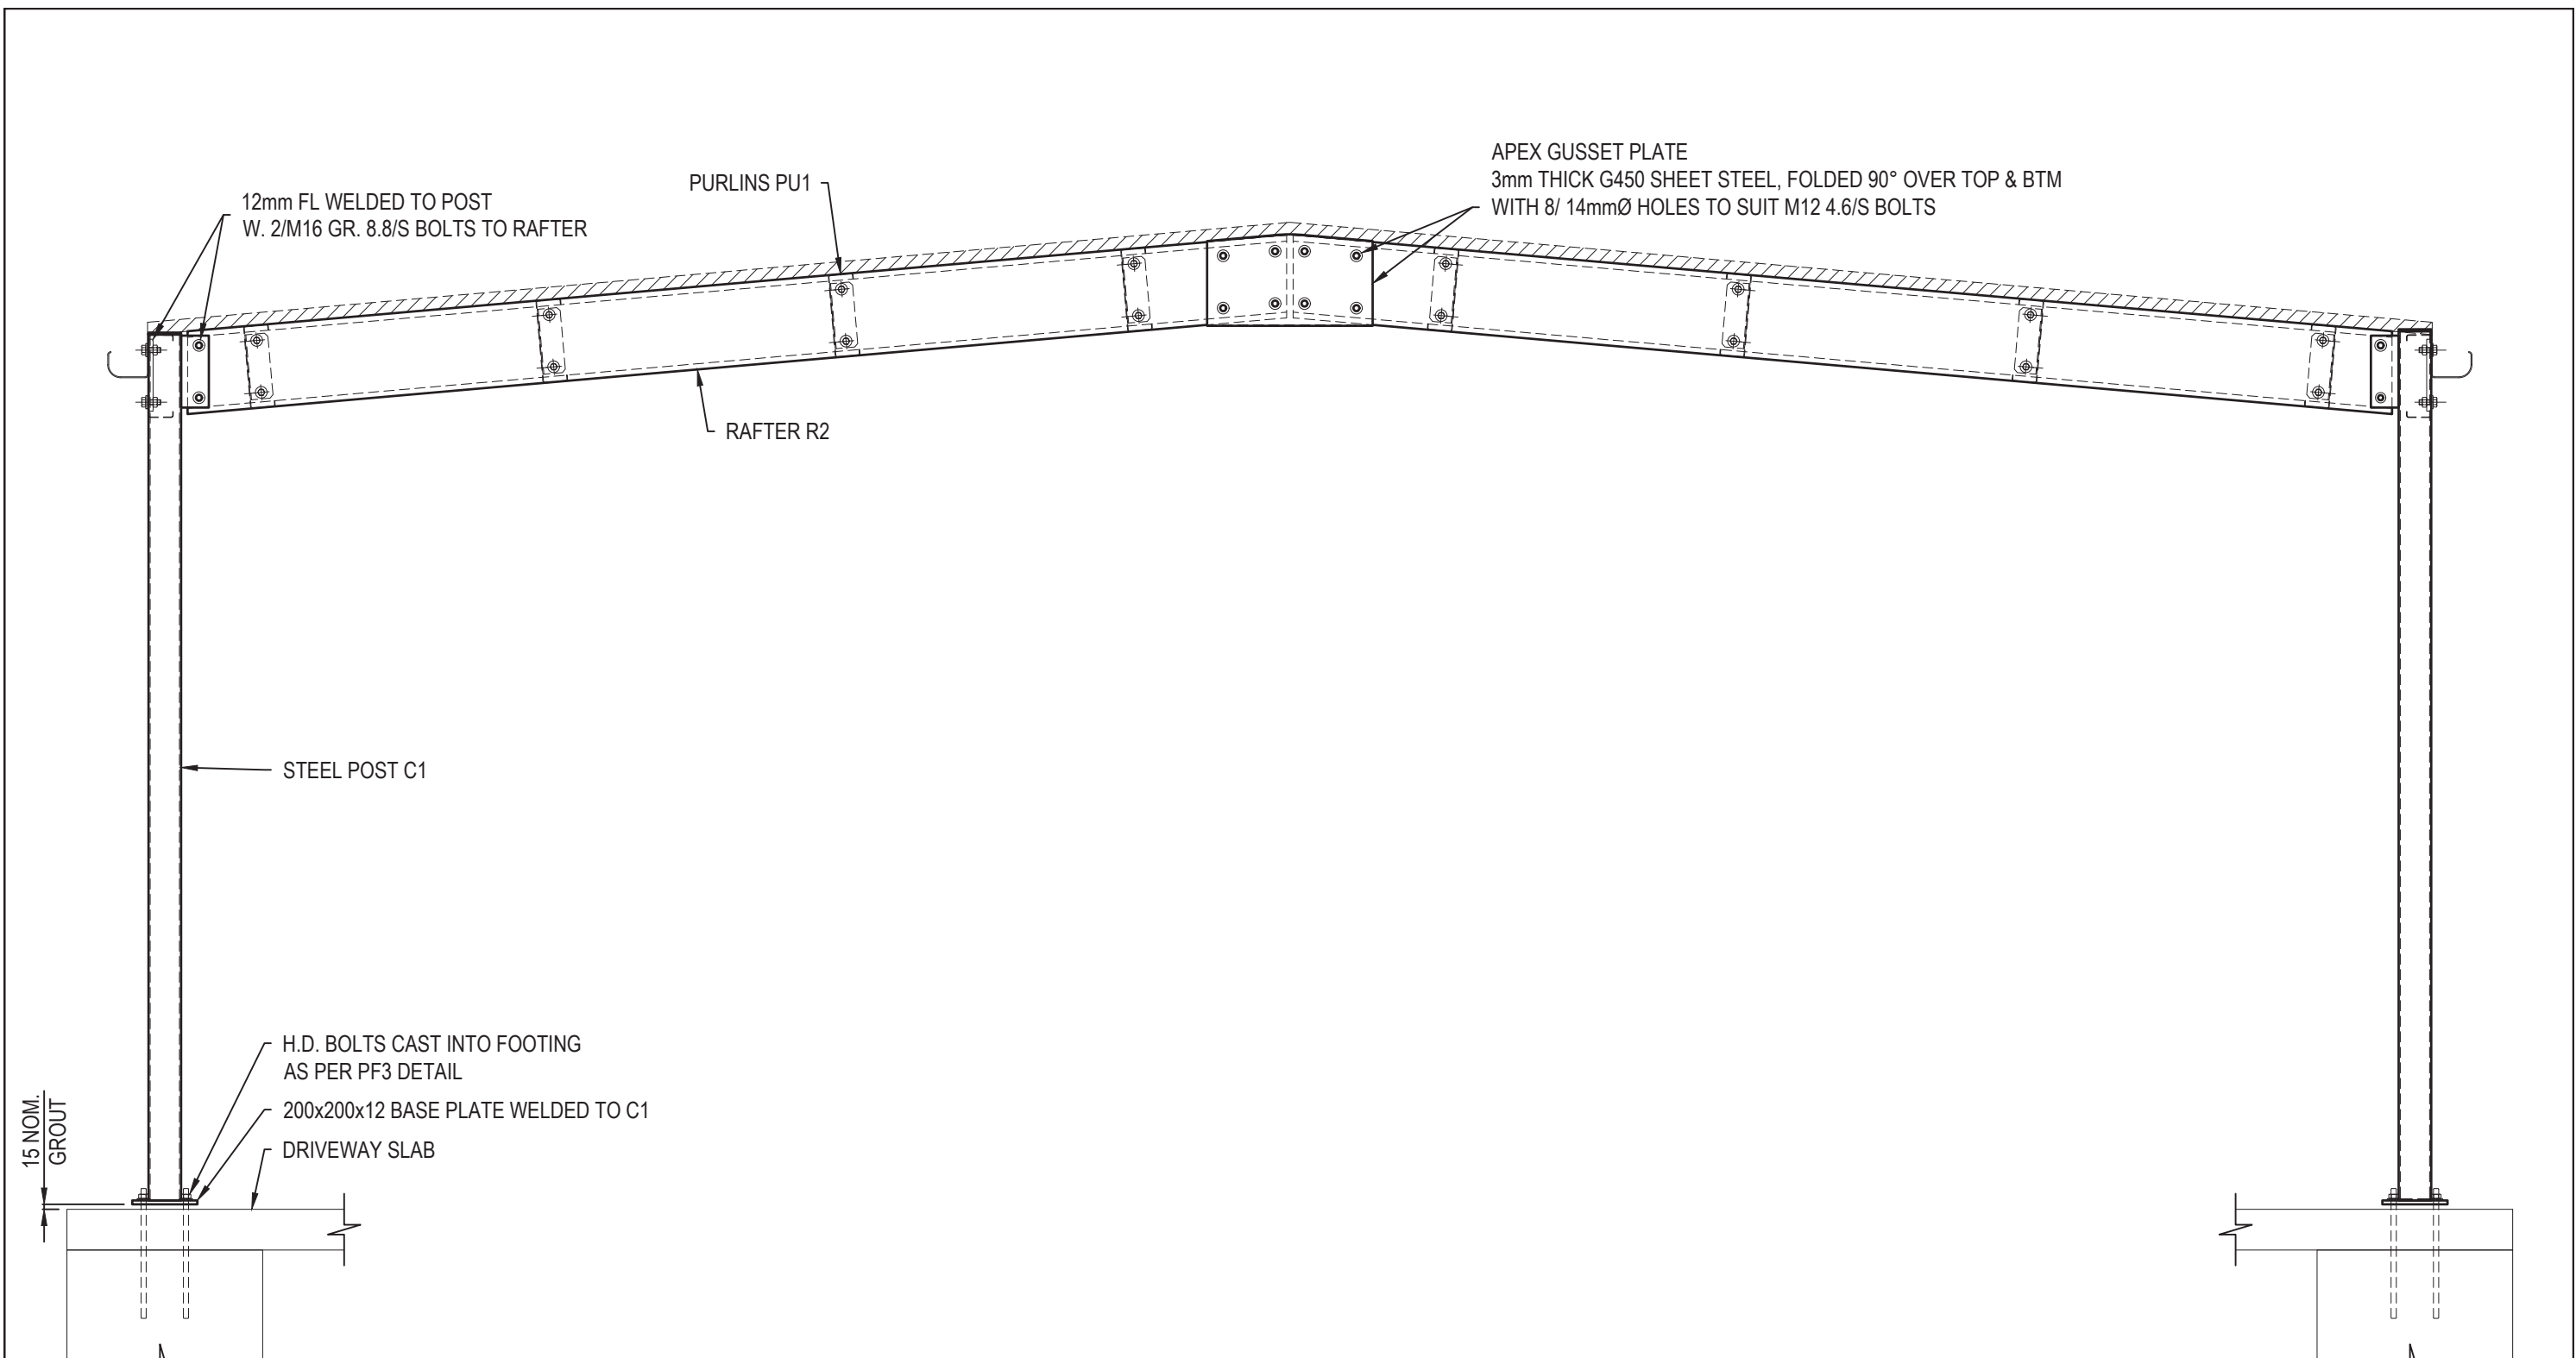 APEX GUSSET PLATE
3mm THICK G450 SHEET STEEL, FOLDED 90° OVER TOP & BTM
WITH 8/ 14mmØ HOLES TO SUIT M12 4.6/S BOLTS
PURLINS PU1
12mm FL WELDED TO POST
W. 2/M16 GR. 8.8/S BOLTS TO RAFTER
RAFTER R2
STEEL POST C1
H.D. BOLTS CAST INTO FOOTING
AS PER PF3 DETAIL
200x200x12 BASE PLATE WELDED TO C1
DRIVEWAY SLAB
15 NOM.
GROUT